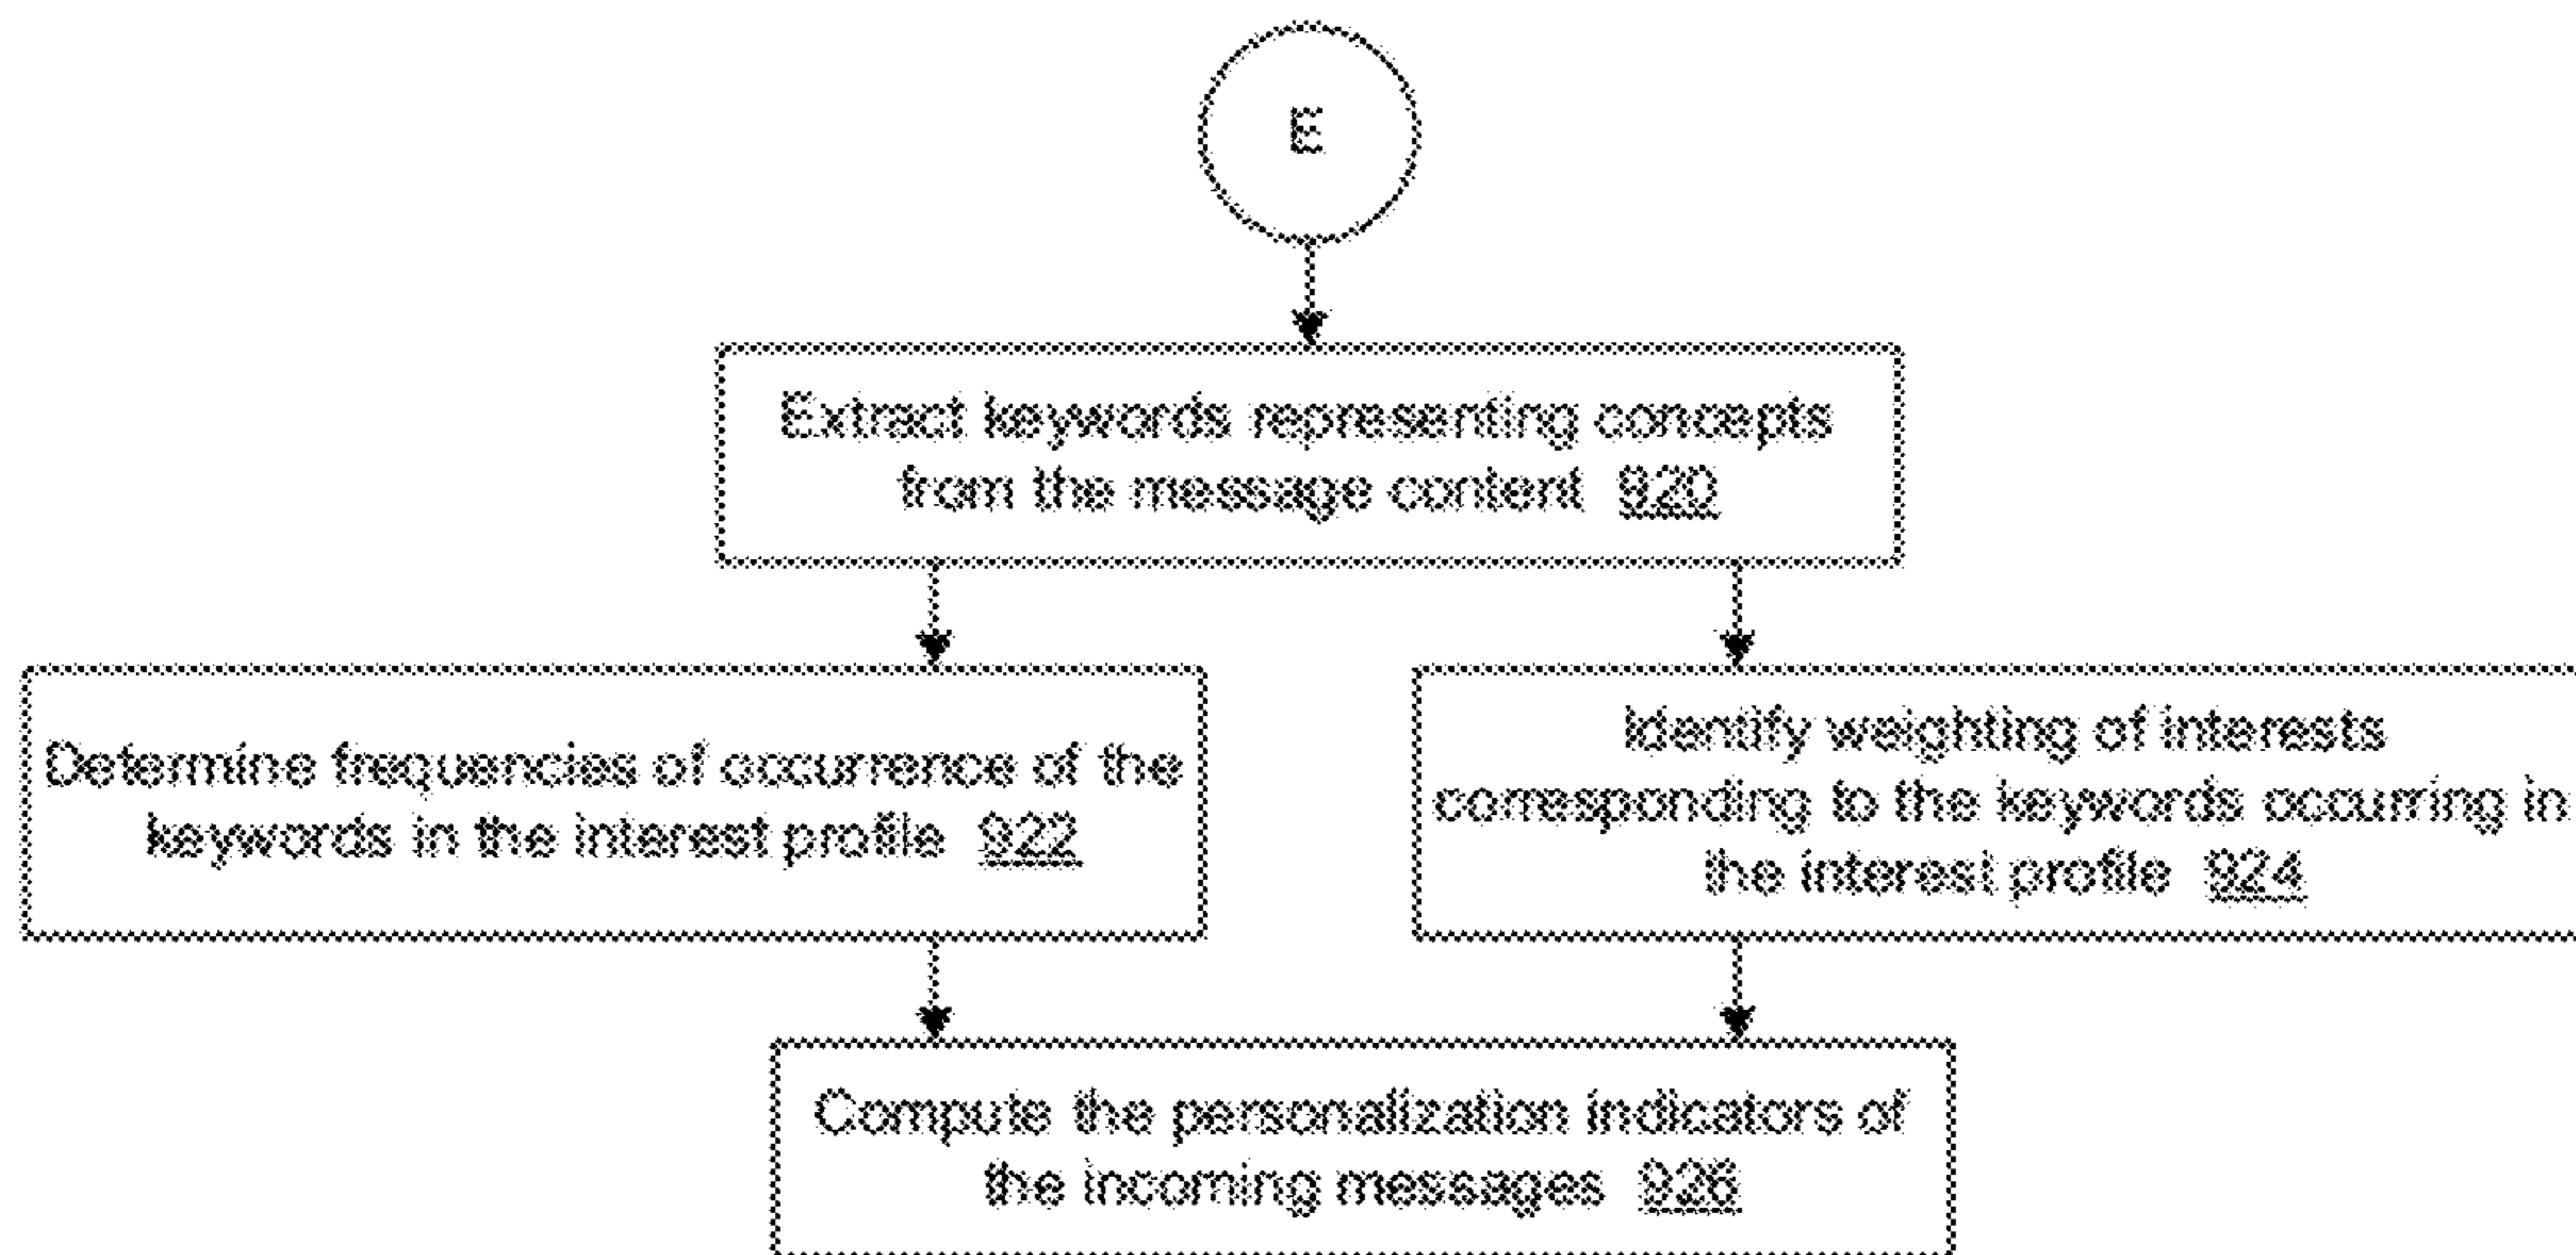 E
Extract keywords representing concepts
from the message content 920
Determine frequencies of occurrence of the
keywords in the interest profile 922
Identify weighting of interests
corresponding to the keywords occurring in
the interest profile 924
Compute the personalization indicators of
the incoming messages 926